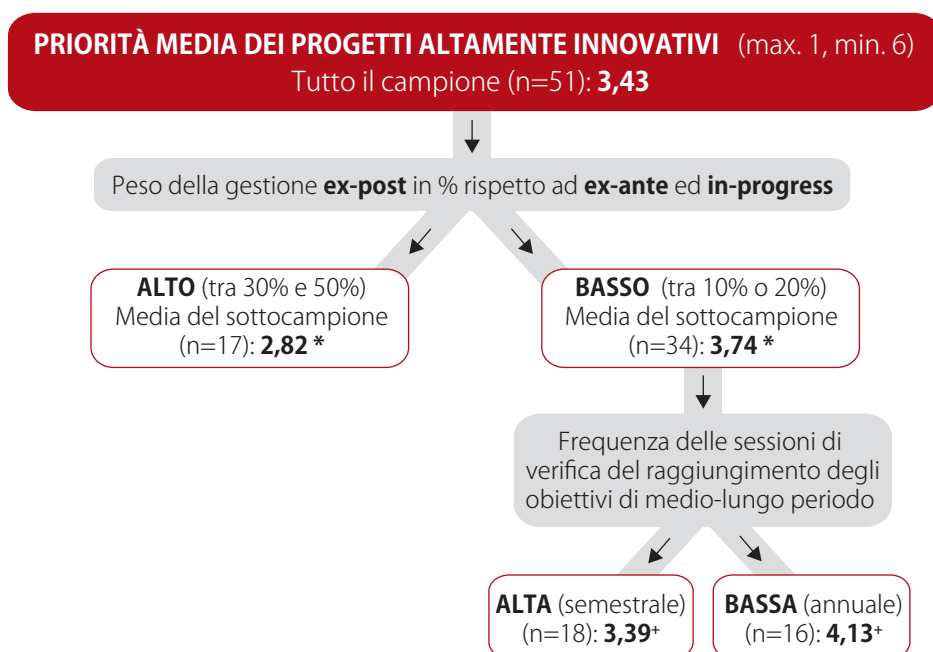 PRIORITÀ MEDIA DEI PROGETTI ALTAMENTE INNOVATIVI (max. 1, min. 6)
Tutto il campione (n=51): 3,43
Peso della gestione ex-post in % rispetto ad ex-ante ed in-progress
ALTO (tra 30% e 50%)
Media del sottocampione
(n=17): 2,82 *
BASSO (tra 10% o 20%)
Media del sottocampione
(n=34): 3,74 *
Frequenza delle sessioni di
verifica del raggiungimento degli
obiettivi di medio-lungo periodo
ALTA (semestrale)
(n=18): 3,39⁺
BASSA (annuale)
(n=16): 4,13⁺